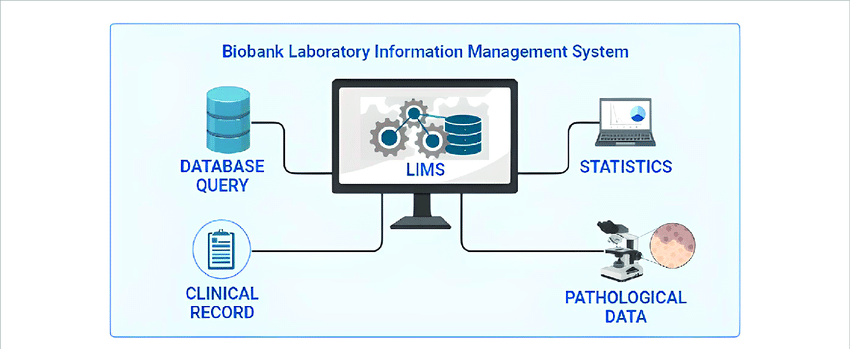 Biobank Laboratory Information Management System
DATABASE
QUERY
LIMS
STATISTICS
CLINICAL
RECORD
PATHOLOGICAL
DATA